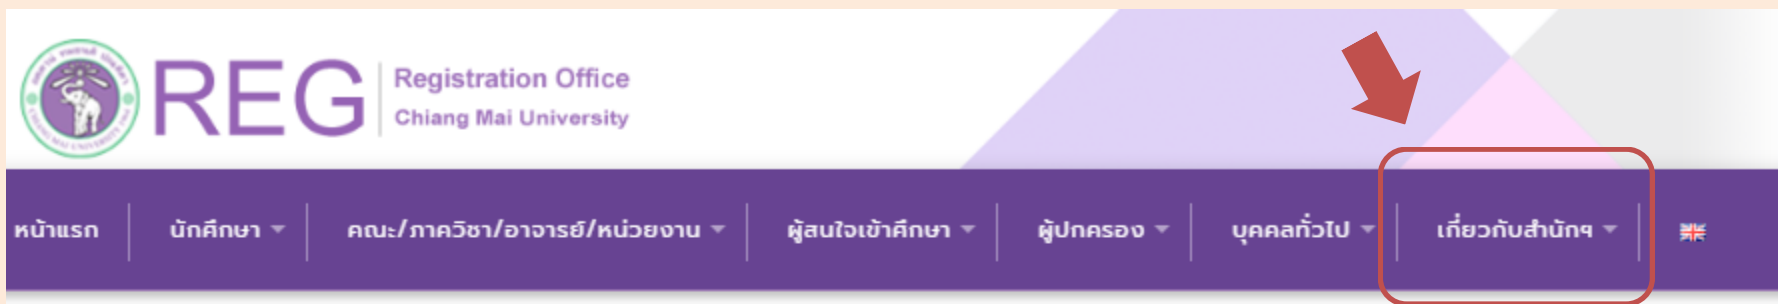 REG
Registration Office
Chiang Mai University
หน้าแรก
นักศึกษา
คณะ/ภาควิชา/อาจารย์/หน่วยงาน
ผู้สนใจเข้าศึกษา
ผู้ปกครอง
บุคคลทั่วไป
เกี่ยวกับสำนักฯ